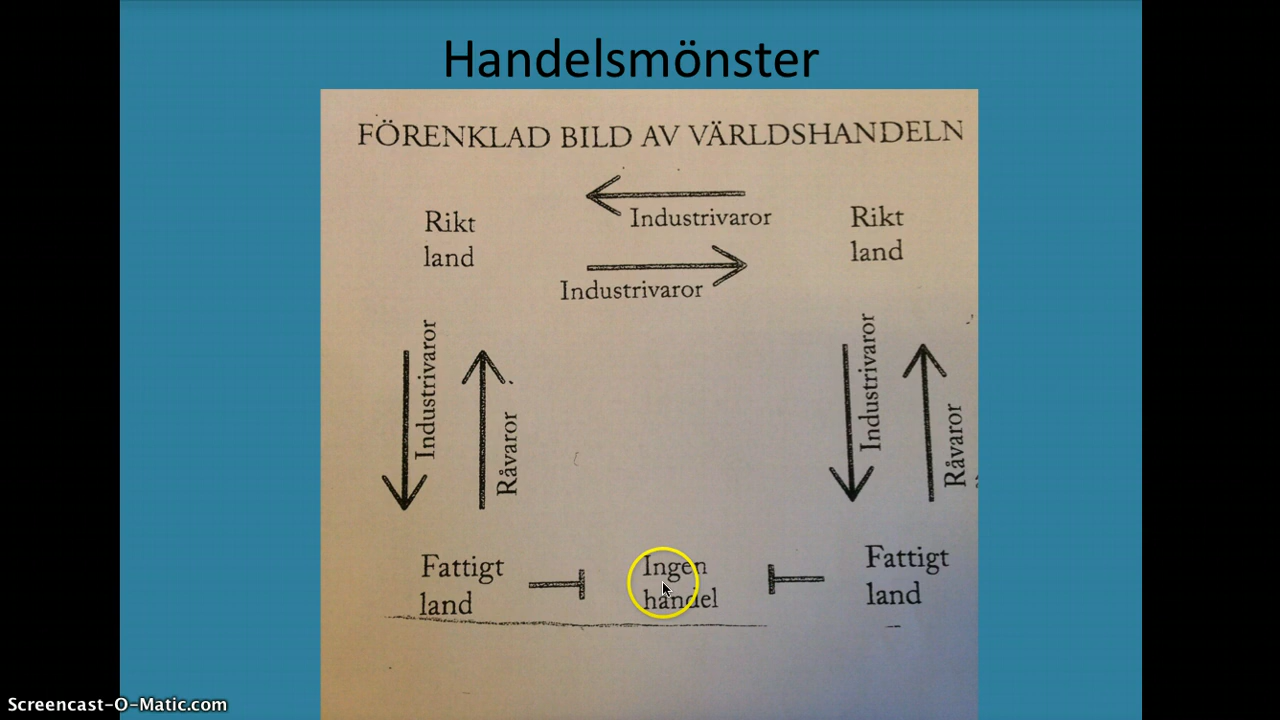 Handelsmönster
FÖRENKLAD BILD AV VÄRLDSHANDELN
Rikt
land
Industrivaror
Industrivaror
Rikt
land
Industrivaror
Råvaror
Industrivaror
Råvaror
Fattigt
land
Ingen
handel
Fattigt
land
Screencast-O-Matic.com